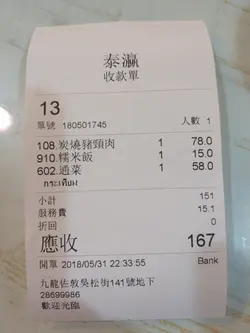 泰瀛
收款單
13
單號 180501745 人數 1
108.炭燒豬頸肉 1 78.0
910.糯米飯 1 15.0
602.通菜 1 58.0
กระเทียม
小計 151
服務費 15.1
折回 0
應收 167
開單 2018/05/31 22:33:55 Bank
九龍佐敦吳松街141號地下
28699986
歡迎光臨